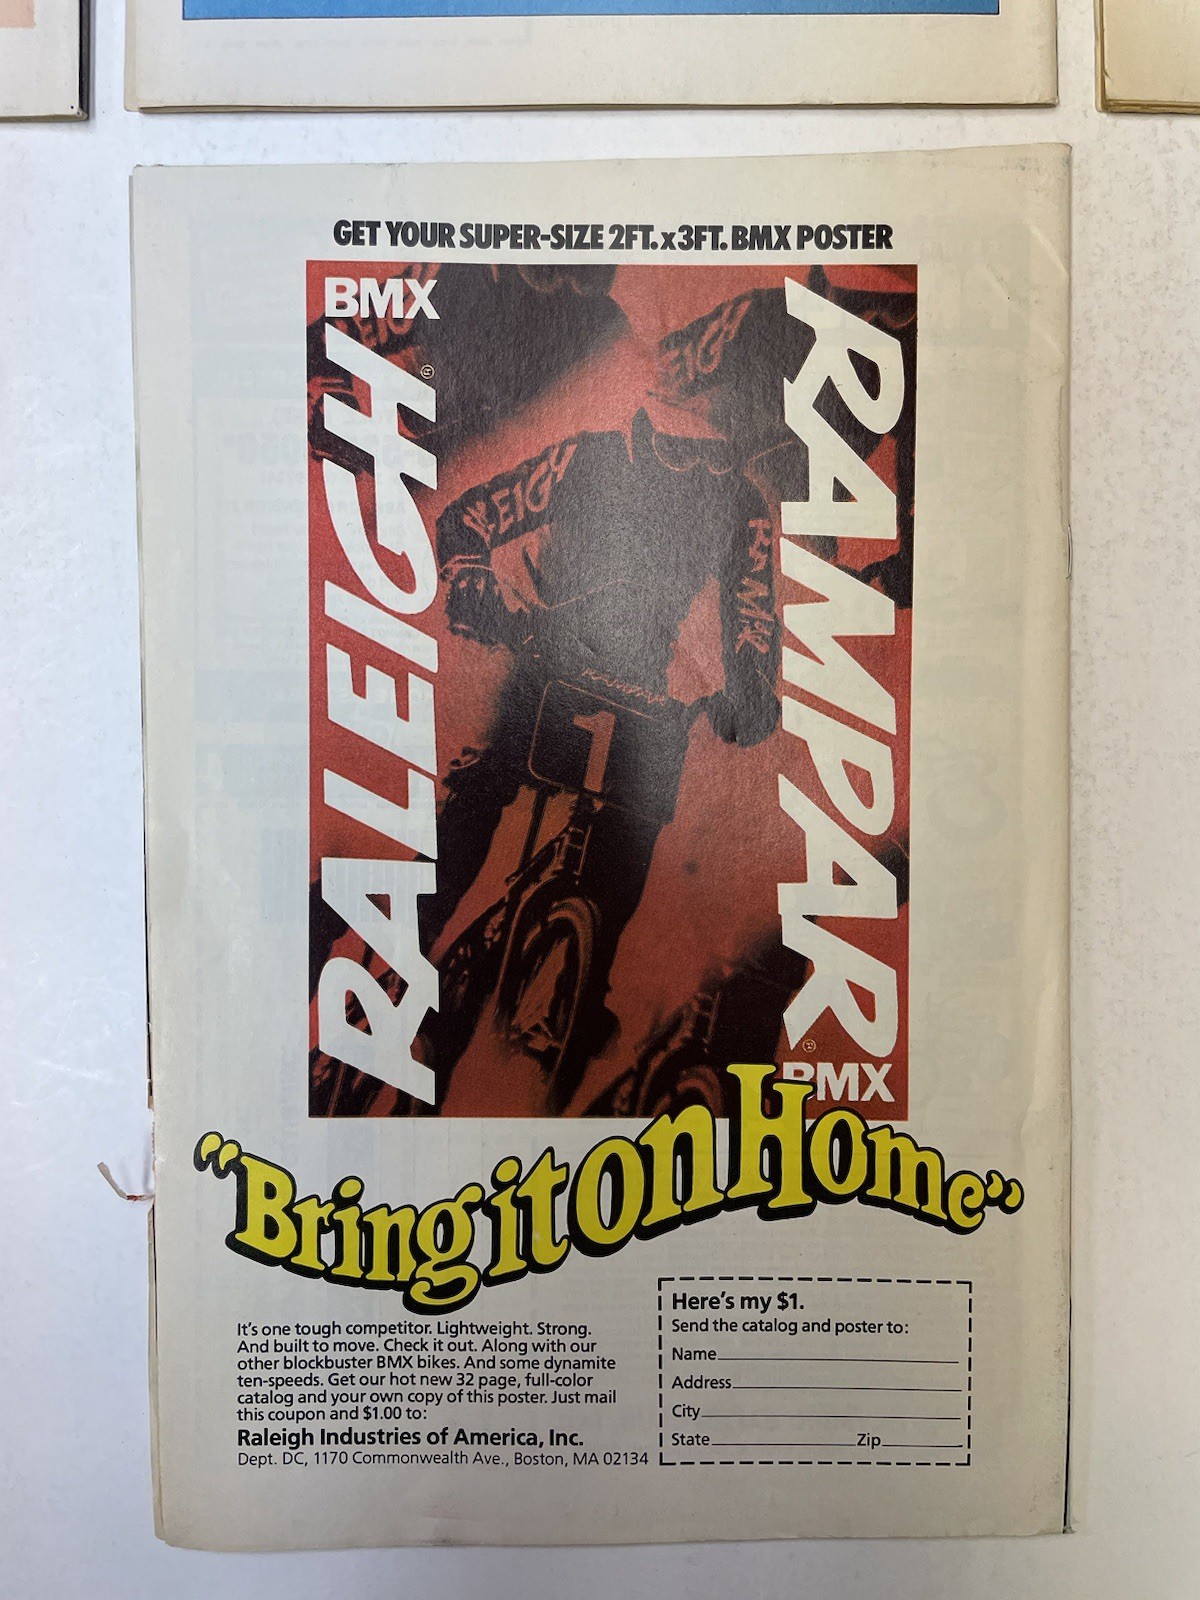 GET YOUR SUPER-SIZE 2FT. x 3FT. BMX POSTER
BMX
RALEIGH®
RAMPAR®
BMX
EIGH
LEIGH
RAMPAR
1
"Bring it on Home"
It's one tough competitor. Lightweight. Strong.
And built to move. Check it out. Along with our
other blockbuster BMX bikes. And some dynamite
ten-speeds. Get our hot new 32 page, full-color
catalog and your own copy of this poster. Just mail
this coupon and $1.00 to:
Raleigh Industries of America, Inc.
Dept. DC, 1170 Commonwealth Ave., Boston, MA 02134
Here's my $1.
Send the catalog and poster to:
Name
Address
City
State Zip